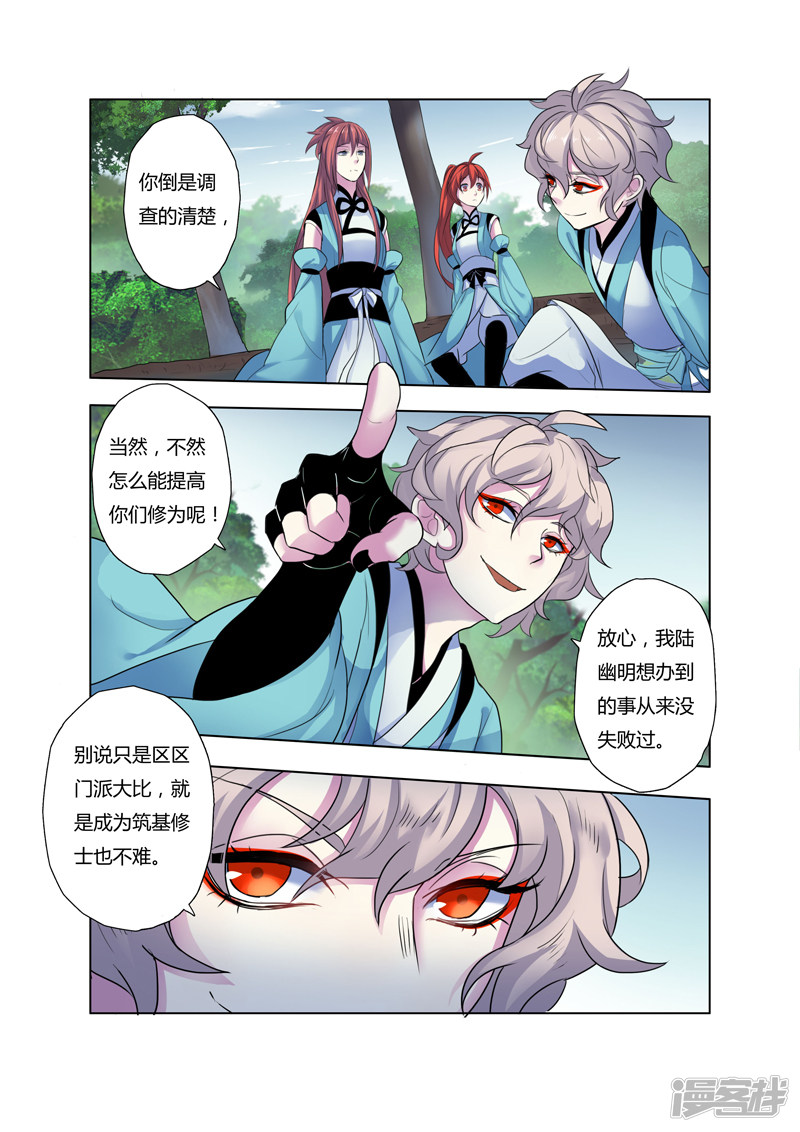 你倒是调
查的清楚，
当然，不然
怎么能提高
你们修为呢！
放心，我陆
幽明想办到
的事从来没
失败过。
别说只是区区
门派大比，就
是成为筑基修
士也不难。
漫客栈